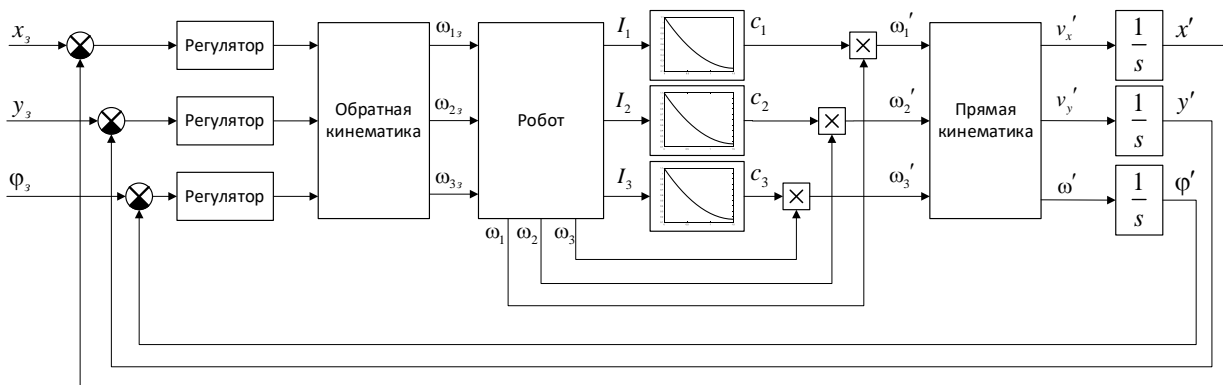 x_з
Регулятор
ω_1з
I_1
c_1
ω_1′
v_x′
1/s
x′
y_з
Регулятор
Обратная
кинематика
ω_2з
Робот
I_2
c_2
ω_2′
Прямая
кинематика
v_y′
1/s
y′
φ_з
Регулятор
ω_3з
I_3
c_3
ω_3′
ω′
1/s
φ′
ω_1 ω_2 ω_3